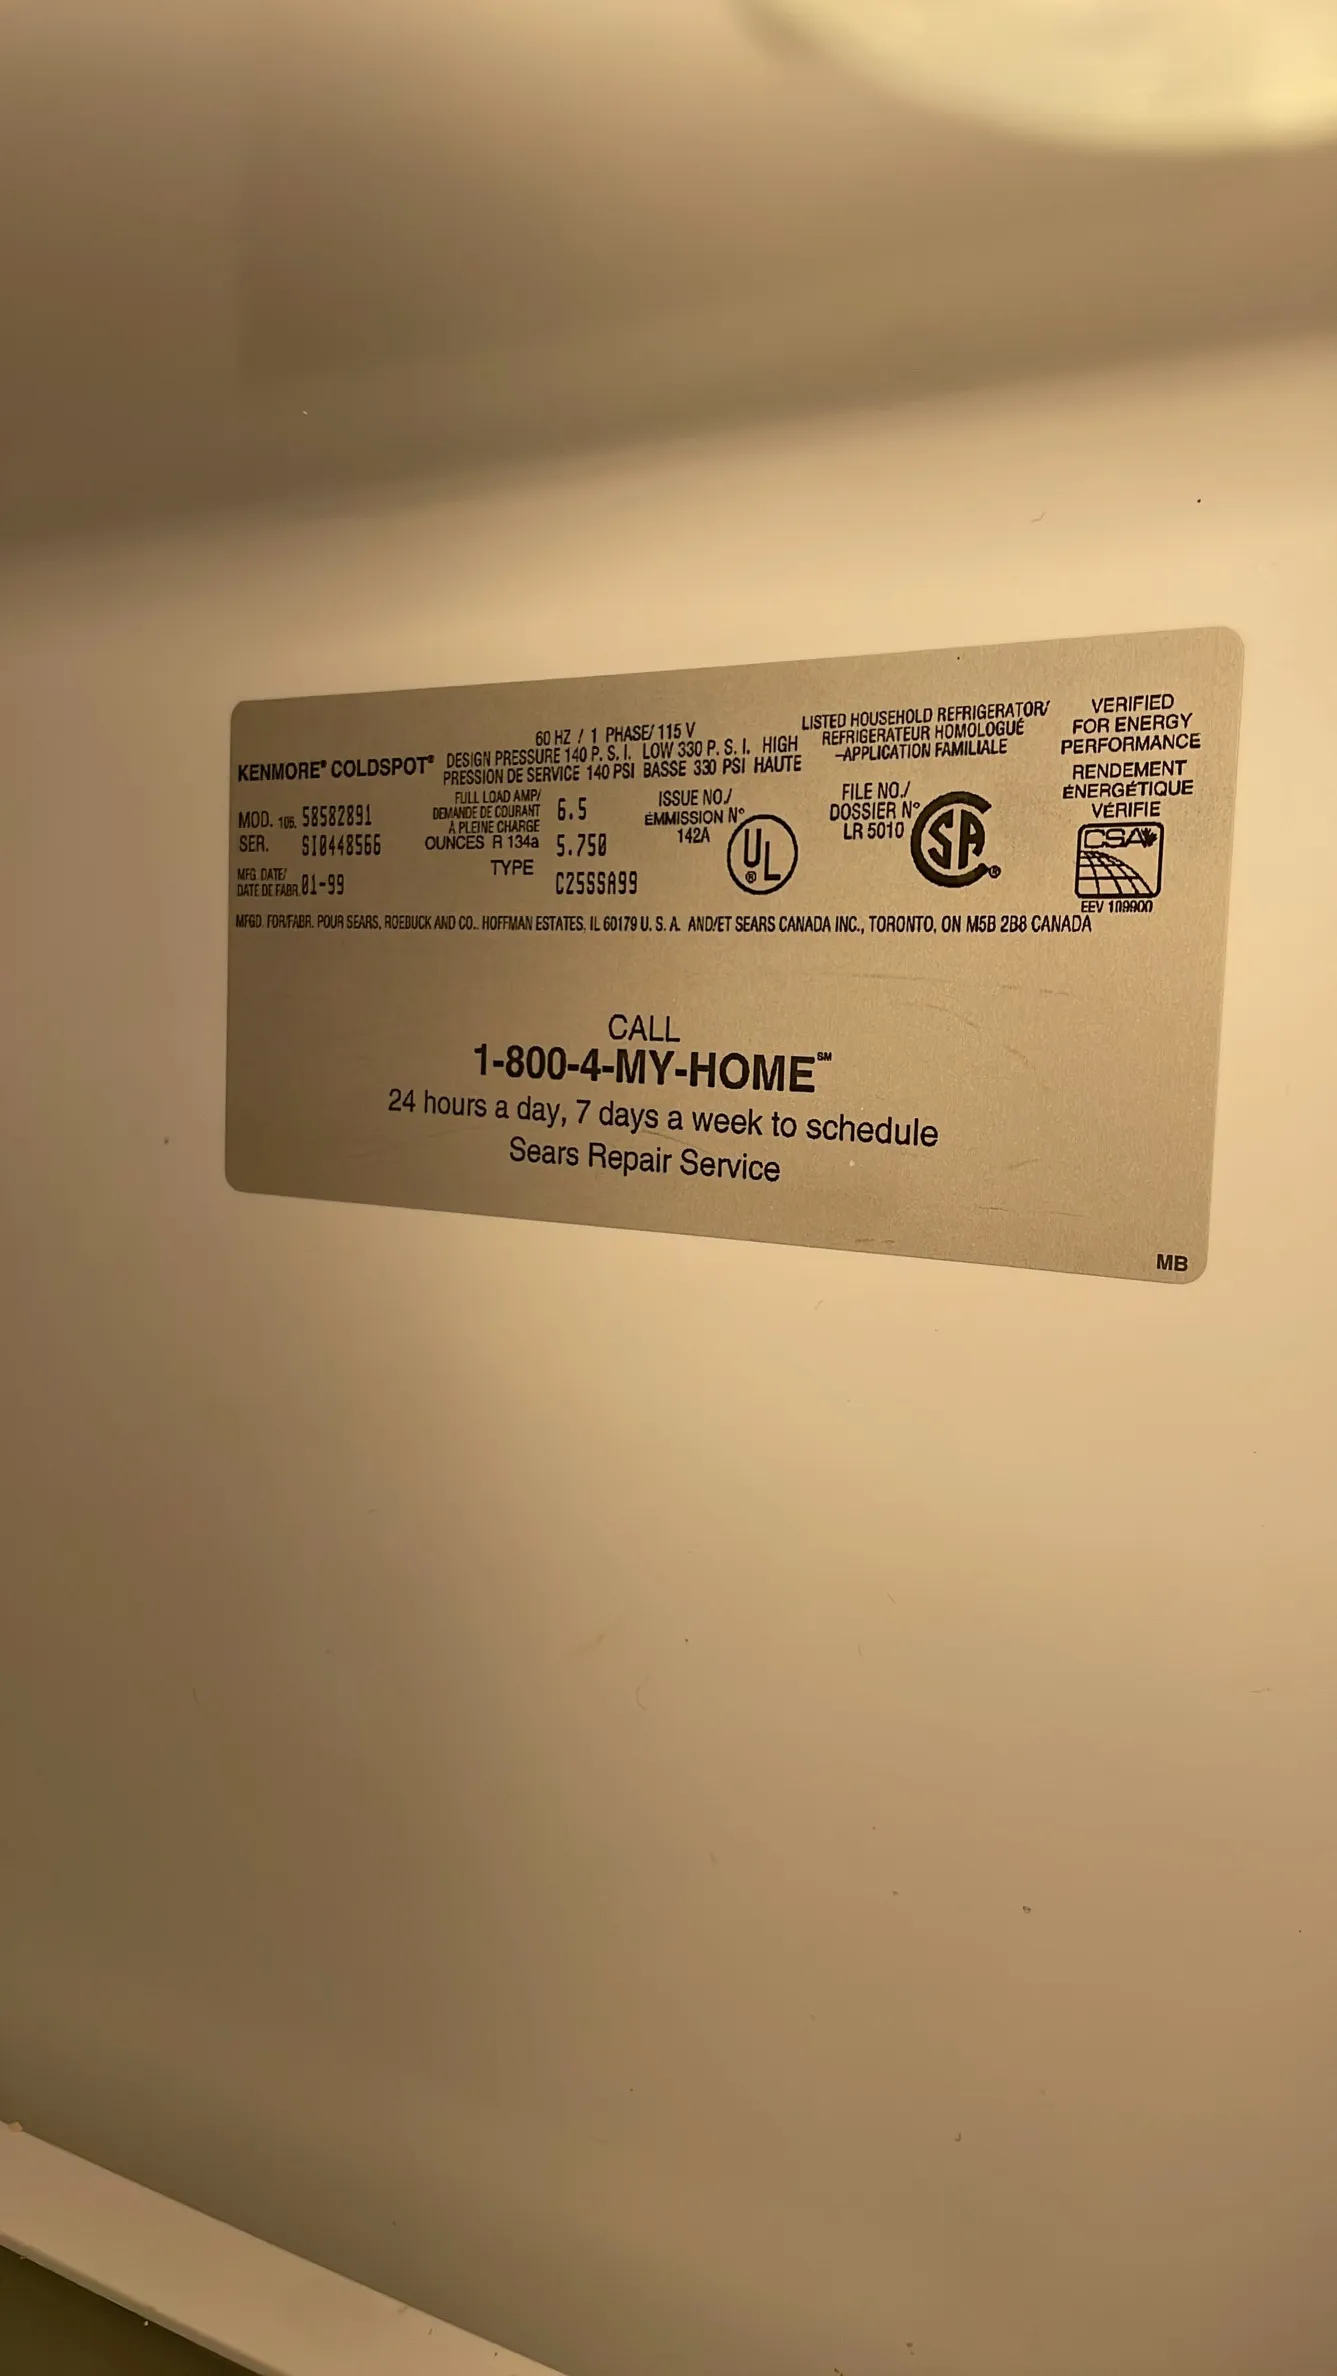 KENMORE® COLDSPOT®
60 HZ / 1 PHASE/ 115 V
DESIGN PRESSURE 140 P. S. I. LOW 330 P. S. I. HIGH
PRESSION DE SERVICE 140 PSI BASSE 330 PSI HAUTE
LISTED HOUSEHOLD REFRIGERATOR/
REFRIGERATEUR HOMOLOGUÉ
-APPLICATION FAMILIALE
VERIFIED
FOR ENERGY
PERFORMANCE
RENDEMENT
ÉNERGÉTIQUE
VÉRIFIE
MOD. 106. 58582891
SER. SI0448566
MFG. DATE/
DATE DE FABR. 01-99
FULL LOAD AMP/
DEMANDE DE COURANT
À PLEINE CHARGE
6.5
OUNCES R 134a 5.750
TYPE C25SSA99
ISSUE NO./
ÉMMISSION Nº
142A
UL®
FILE NO./
DOSSIER Nº
LR 5010
SA®
CSA
EEV 109900
MFGD. FOR/FABR. POUR SEARS, ROEBUCK AND CO.. HOFFMAN ESTATES, IL 60179 U. S. A. AND/ET SEARS CANADA INC., TORONTO, ON M5B 2B8 CANADA
CALL
1-800-4-MY-HOME℠
24 hours a day, 7 days a week to schedule
Sears Repair Service
MB